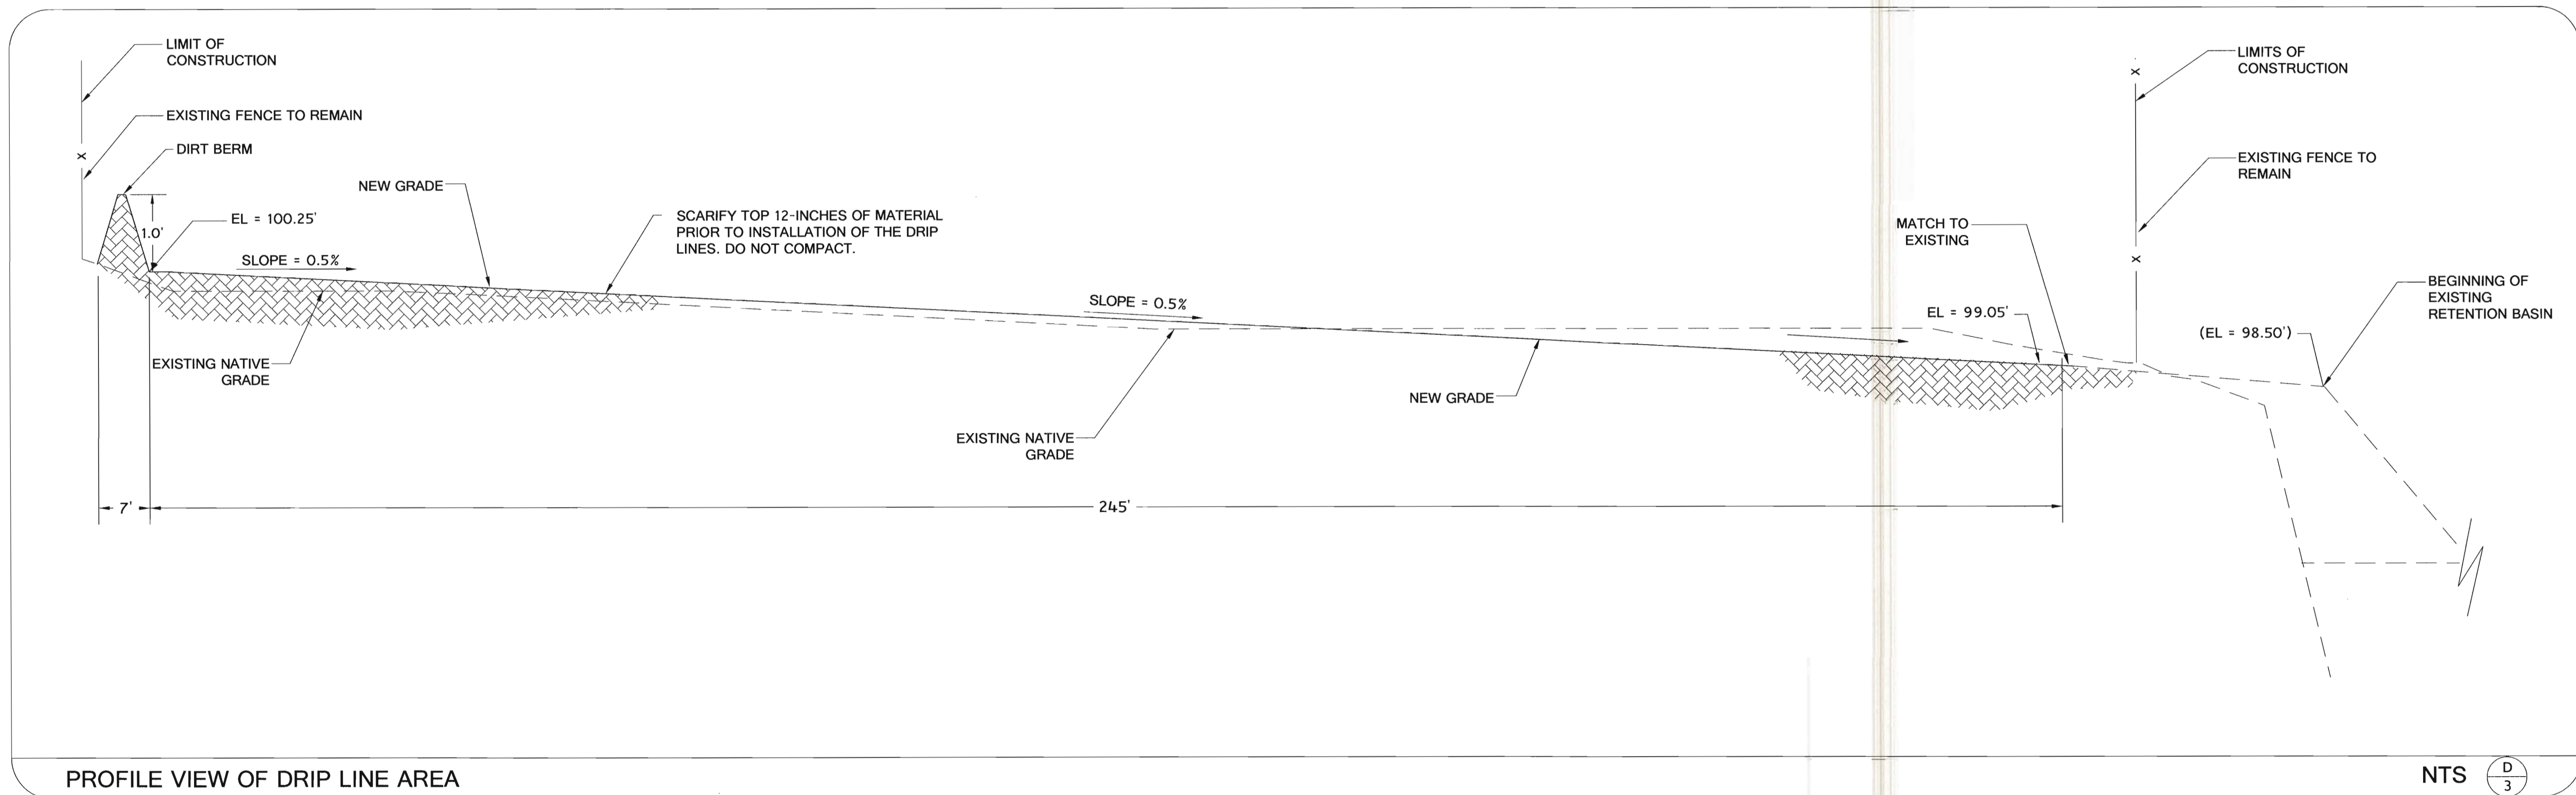 LIMIT OF
CONSTRUCTION
EXISTING FENCE TO REMAIN
X
DIRT BERM
NEW GRADE
1.0'
EL = 100.25'
SLOPE = 0.5%
SCARIFY TOP 12-INCHES OF MATERIAL
PRIOR TO INSTALLATION OF THE DRIP
LINES. DO NOT COMPACT.
EXISTING NATIVE
GRADE
SLOPE = 0.5%
EXISTING NATIVE
GRADE
NEW GRADE
MATCH TO
EXISTING
EL = 99.05'
X
LIMITS OF
CONSTRUCTION
EXISTING FENCE TO
REMAIN
X
(EL = 98.50')
BEGINNING OF
EXISTING
RETENTION BASIN
7'
245'
PROFILE VIEW OF DRIP LINE AREA
NTS
D
3